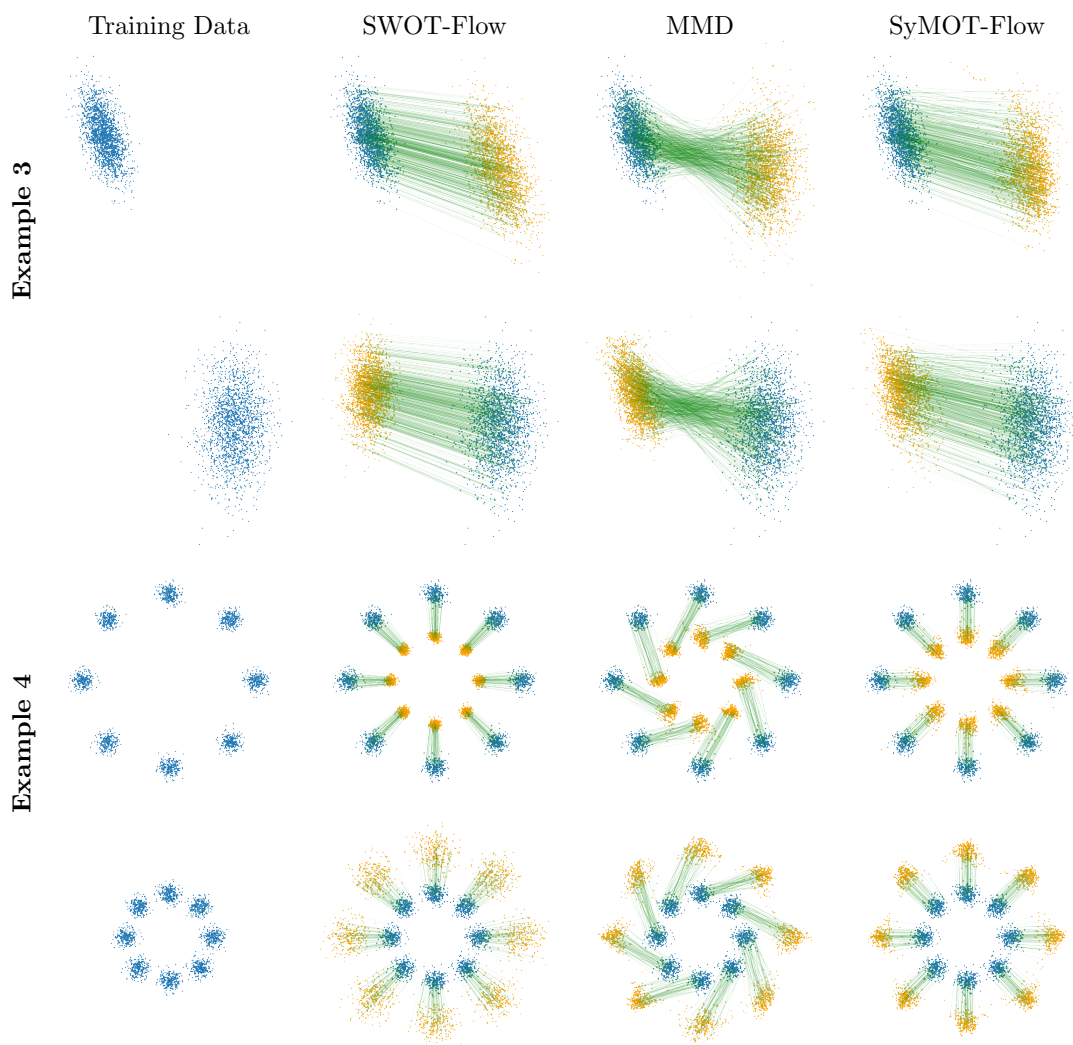 Training Data
SWOT-Flow
MMD
SyMOT-Flow
Example 3
Example 4